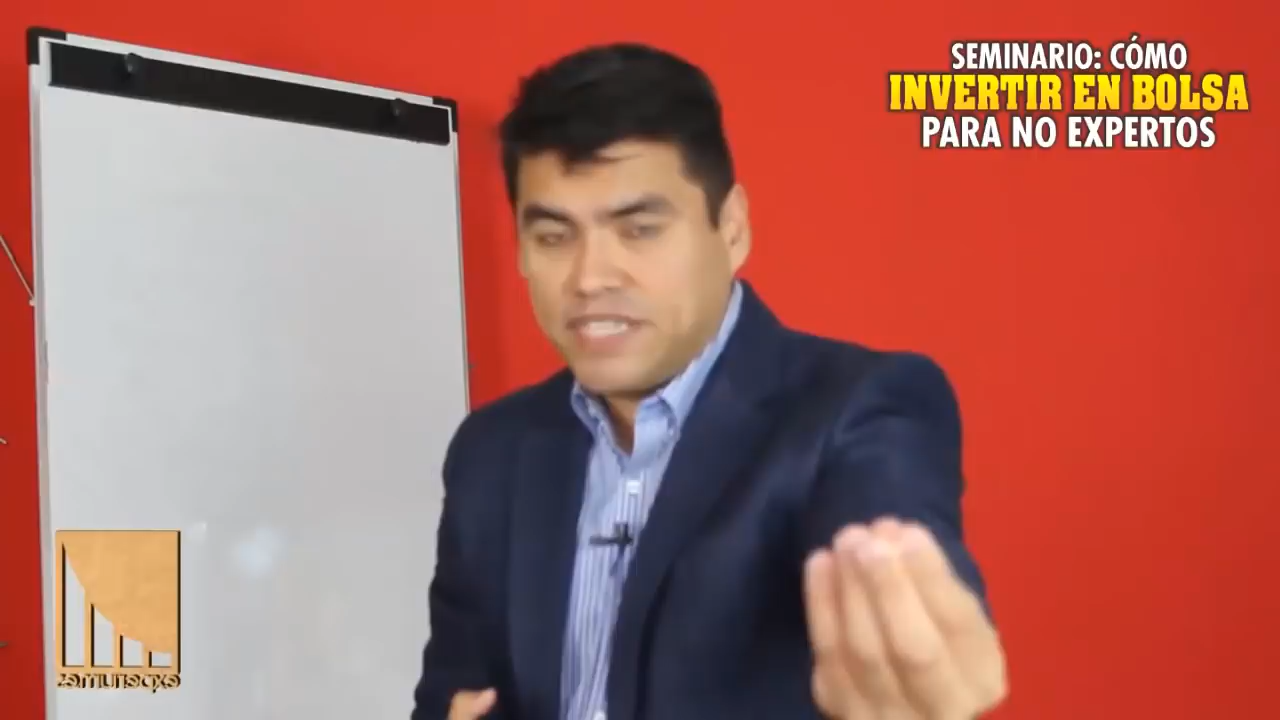 SEMINARIO: CÓMO
INVERTIR EN BOLSA
PARA NO EXPERTOS